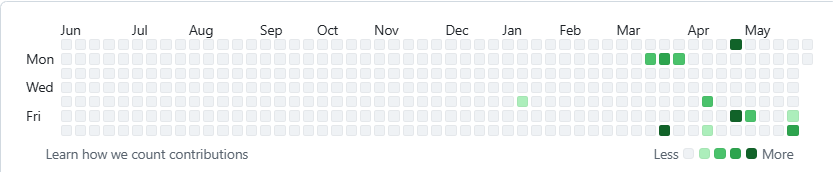 Jun Jul Aug Sep Oct Nov Dec Jan Feb Mar Apr May
Mon
Wed
Fri
Learn how we count contributions Less More